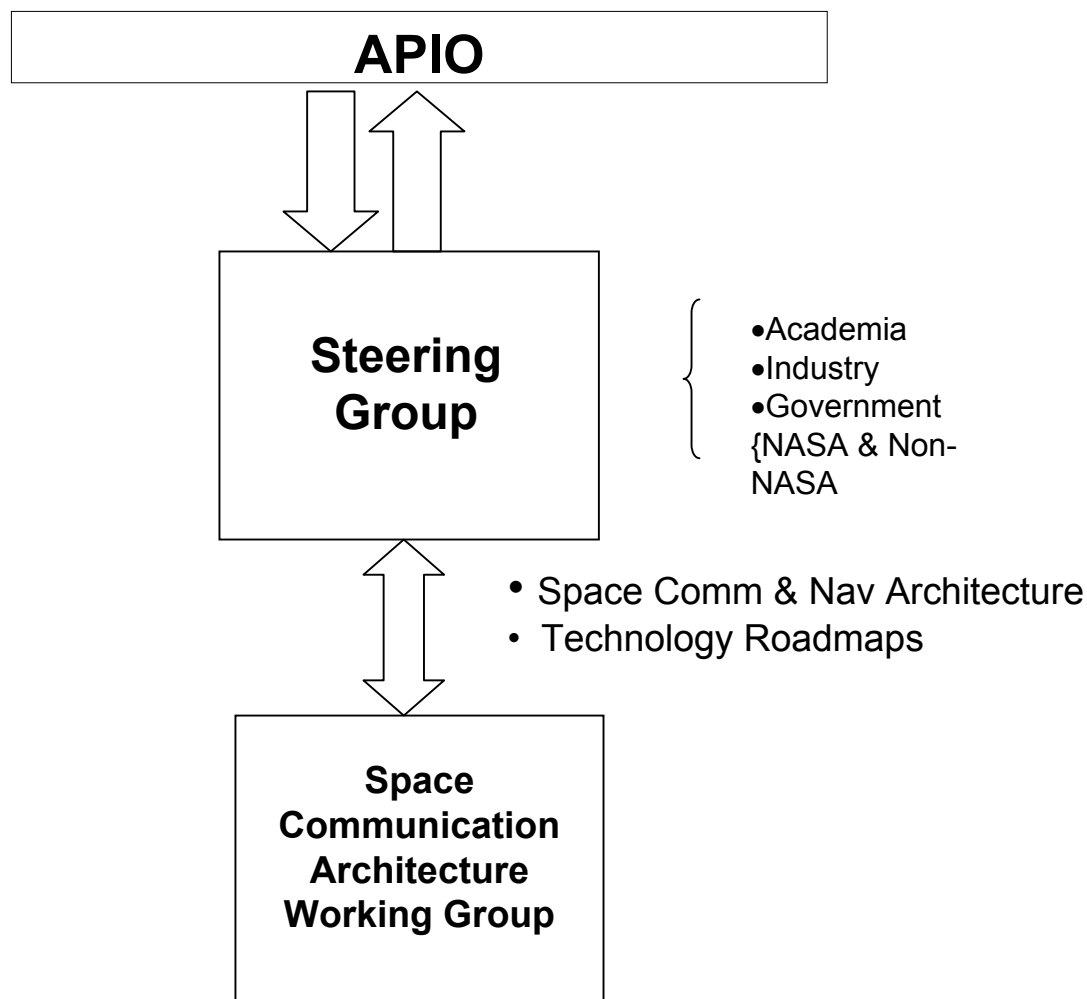 APIO
Steering
Group
•Academia
•Industry
•Government
{NASA & Non-
NASA
• Space Comm & Nav Architecture
• Technology Roadmaps
Space
Communication
Architecture
Working Group